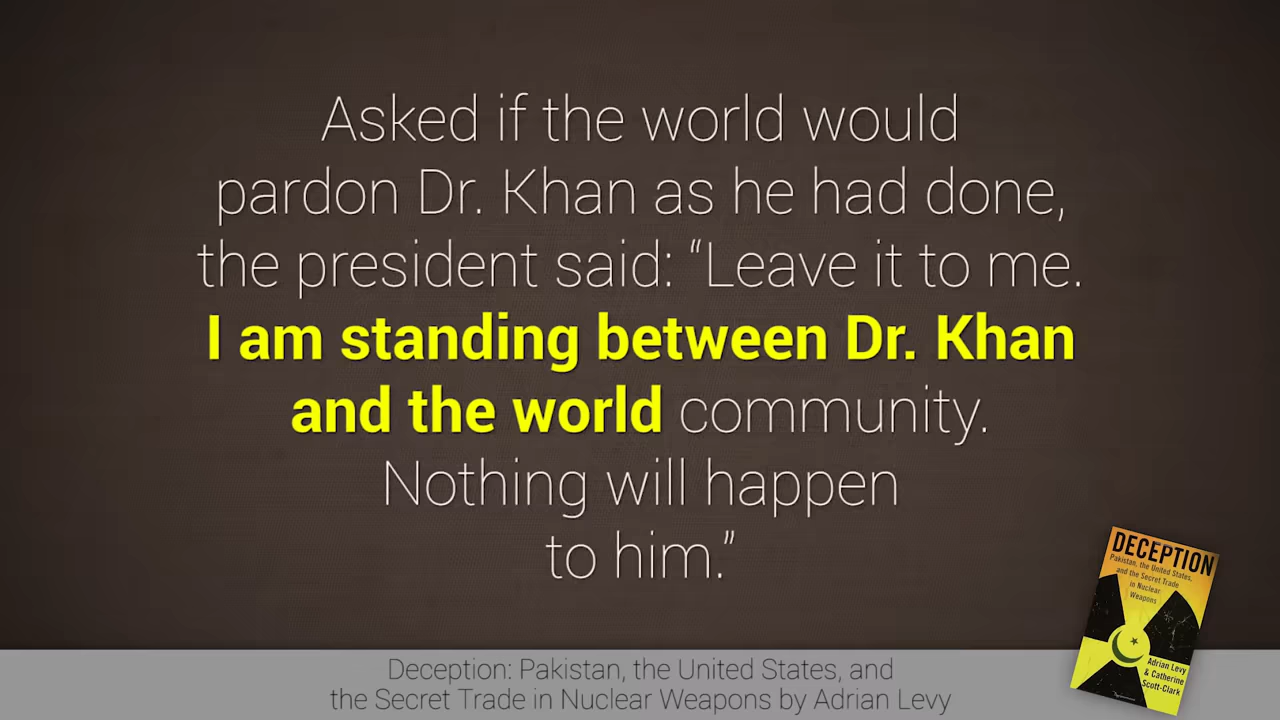 Asked if the world would
pardon Dr. Khan as he had done,
the president said: “Leave it to me.
I am standing between Dr. Khan
and the world community.
Nothing will happen
to him.”
DECEPTION
Pakistan, the United States,
and the Secret Trade
in Nuclear
Weapons
Adrian Levy
& Catherine
Scott-Clark
Deception: Pakistan, the United States, and
the Secret Trade in Nuclear Weapons by Adrian Levy